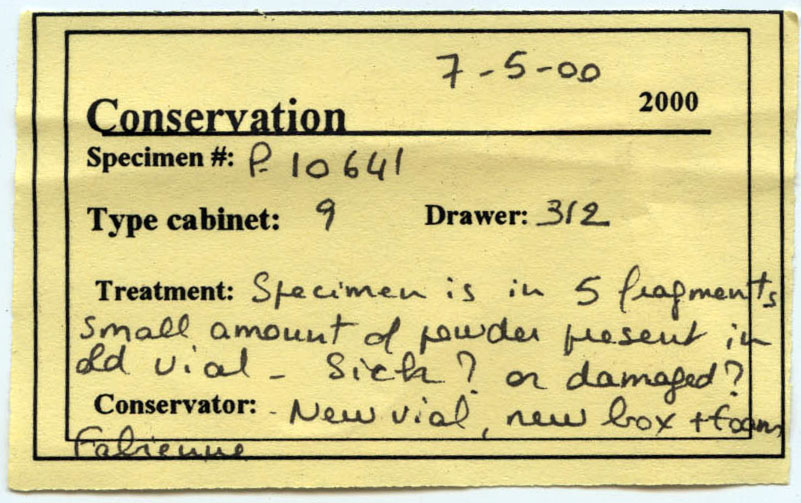 7-5-00
Conservation 2000
Specimen #: P-10641
Type cabinet: 9 Drawer: 312
Treatment: Specimen is in 5 fragments
small amount of powder present in
old vial - Sick? or damaged?
Conservator: - New vial, new box + foam
Fabienne